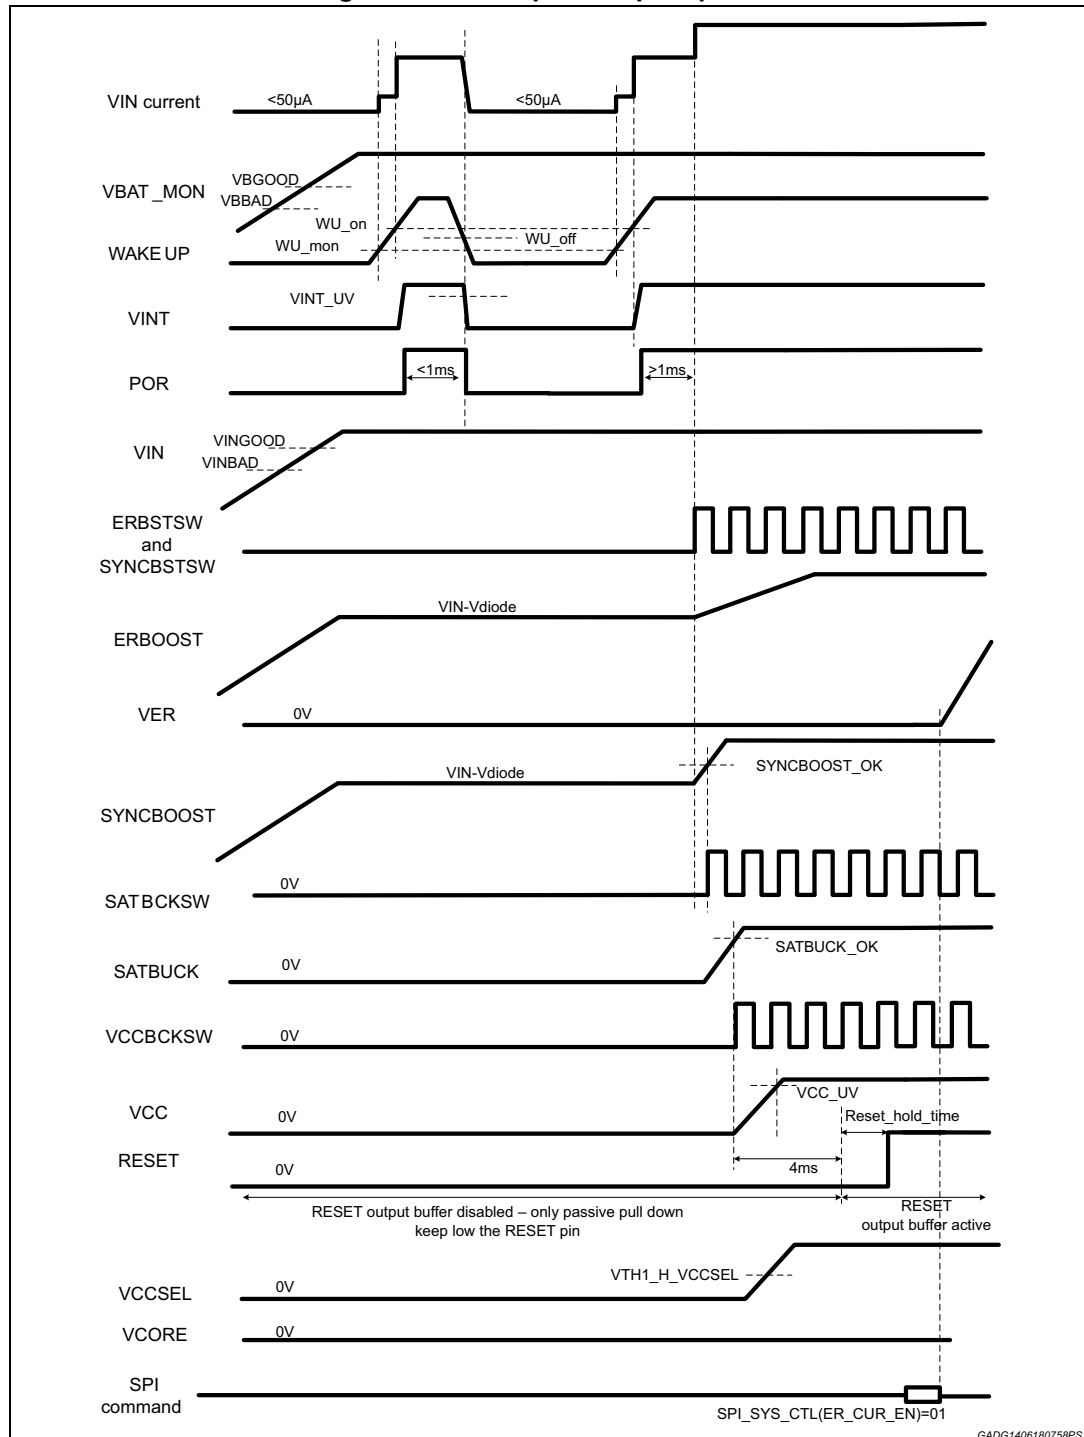 VIN current
<50µA
<50µA
VBAT_MON
VBGOOD
VBBAD
WAKE UP
WU_on
WU_mon
WU_off
VINT
VINT_UV
POR
<1ms
>1ms
VIN
VINGOOD
VINBAD
ERBSTSW
and
SYNCBSTSW
ERBOOST
VIN-Vdiode
VER
0V
SYNCBOOST
VIN-Vdiode
SYNCBOOST_OK
SATBCKSW
0V
SATBUCK
0V
SATBUCK_OK
VCCBCKSW
0V
VCC
0V
VCC_UV
Reset_hold_time
RESET
0V
4ms
RESET output buffer disabled – only passive pull down
keep low the RESET pin
RESET
output buffer active
VCCSEL
0V
VTH1_H_VCCSEL
VCORE
0V
SPI
command
SPI_SYS_CTL(ER_CUR_EN)=01
GADG1406180758PS